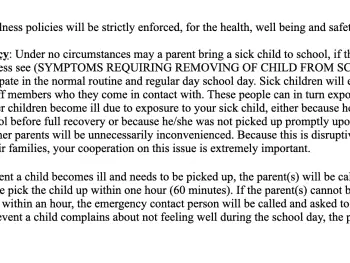 lness policies will be strictly enforced, for the health, well being and safet
cy: Under no circumstances may a parent bring a sick child to school, if th
ess see (SYMPTOMS REQUIRING REMOVING OF CHILD FROM SC
pate in the normal routine and regular day school day. Sick children will e
ff members who they come in contact with. These people can in turn expo
er children become ill due to exposure to your sick child, either because he
ol before full recovery or because he/she was not picked up promptly upo
her parents will be unnecessarily inconvenienced. Because this is disruptiv
ir families, your cooperation on this issue is extremely important.
ent a child becomes ill and needs to be picked up, the parent(s) will be cal
e pick the child up within one hour (60 minutes). If the parent(s) cannot b
within an hour, the emergency contact person will be called and asked to
event a child complains about not feeling well during the school day, the p